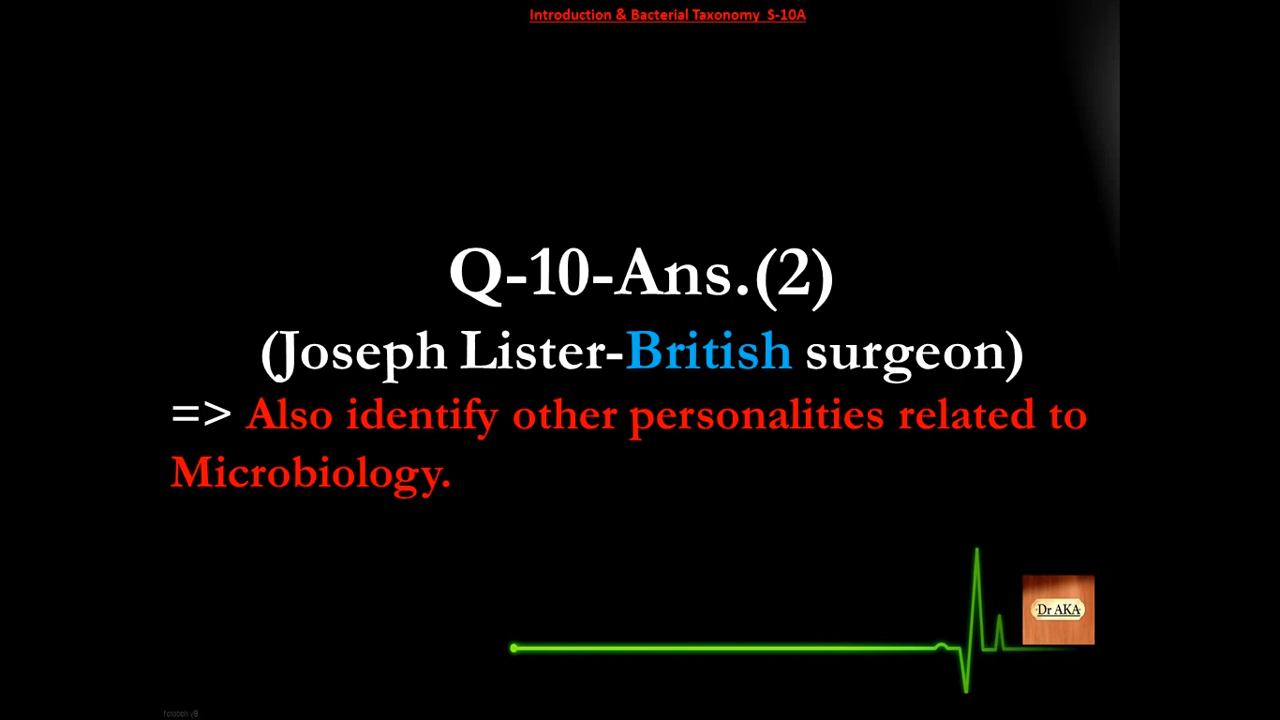 Introduction & Bacterial Taxonomy S-10A
Q-10-Ans.(2)
(Joseph Lister-British surgeon)
=> Also identify other personalities related to
Microbiology.
Dr AKA